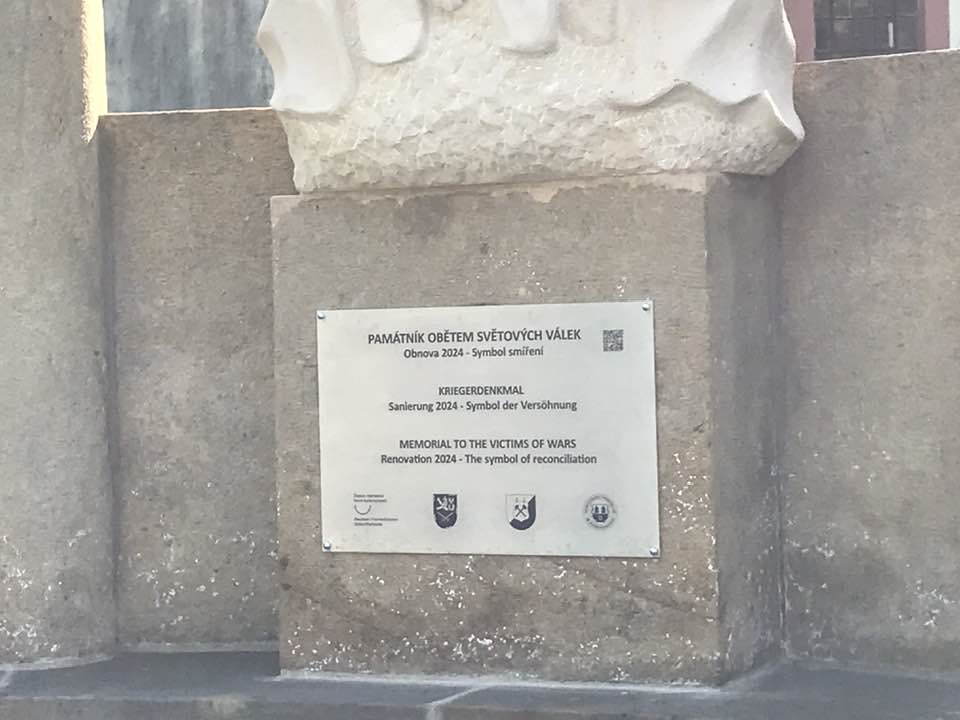 PAMÁTNÍK OBĚTEM SVĚTOVÝCH VÁLEK
Obnova 2024 - Symbol smíření
KRIEGERDENKMAL
Sanierung 2024 - Symbol der Versöhnung
MEMORIAL TO THE VICTIMS OF WARS
Renovation 2024 - The symbol of reconciliation